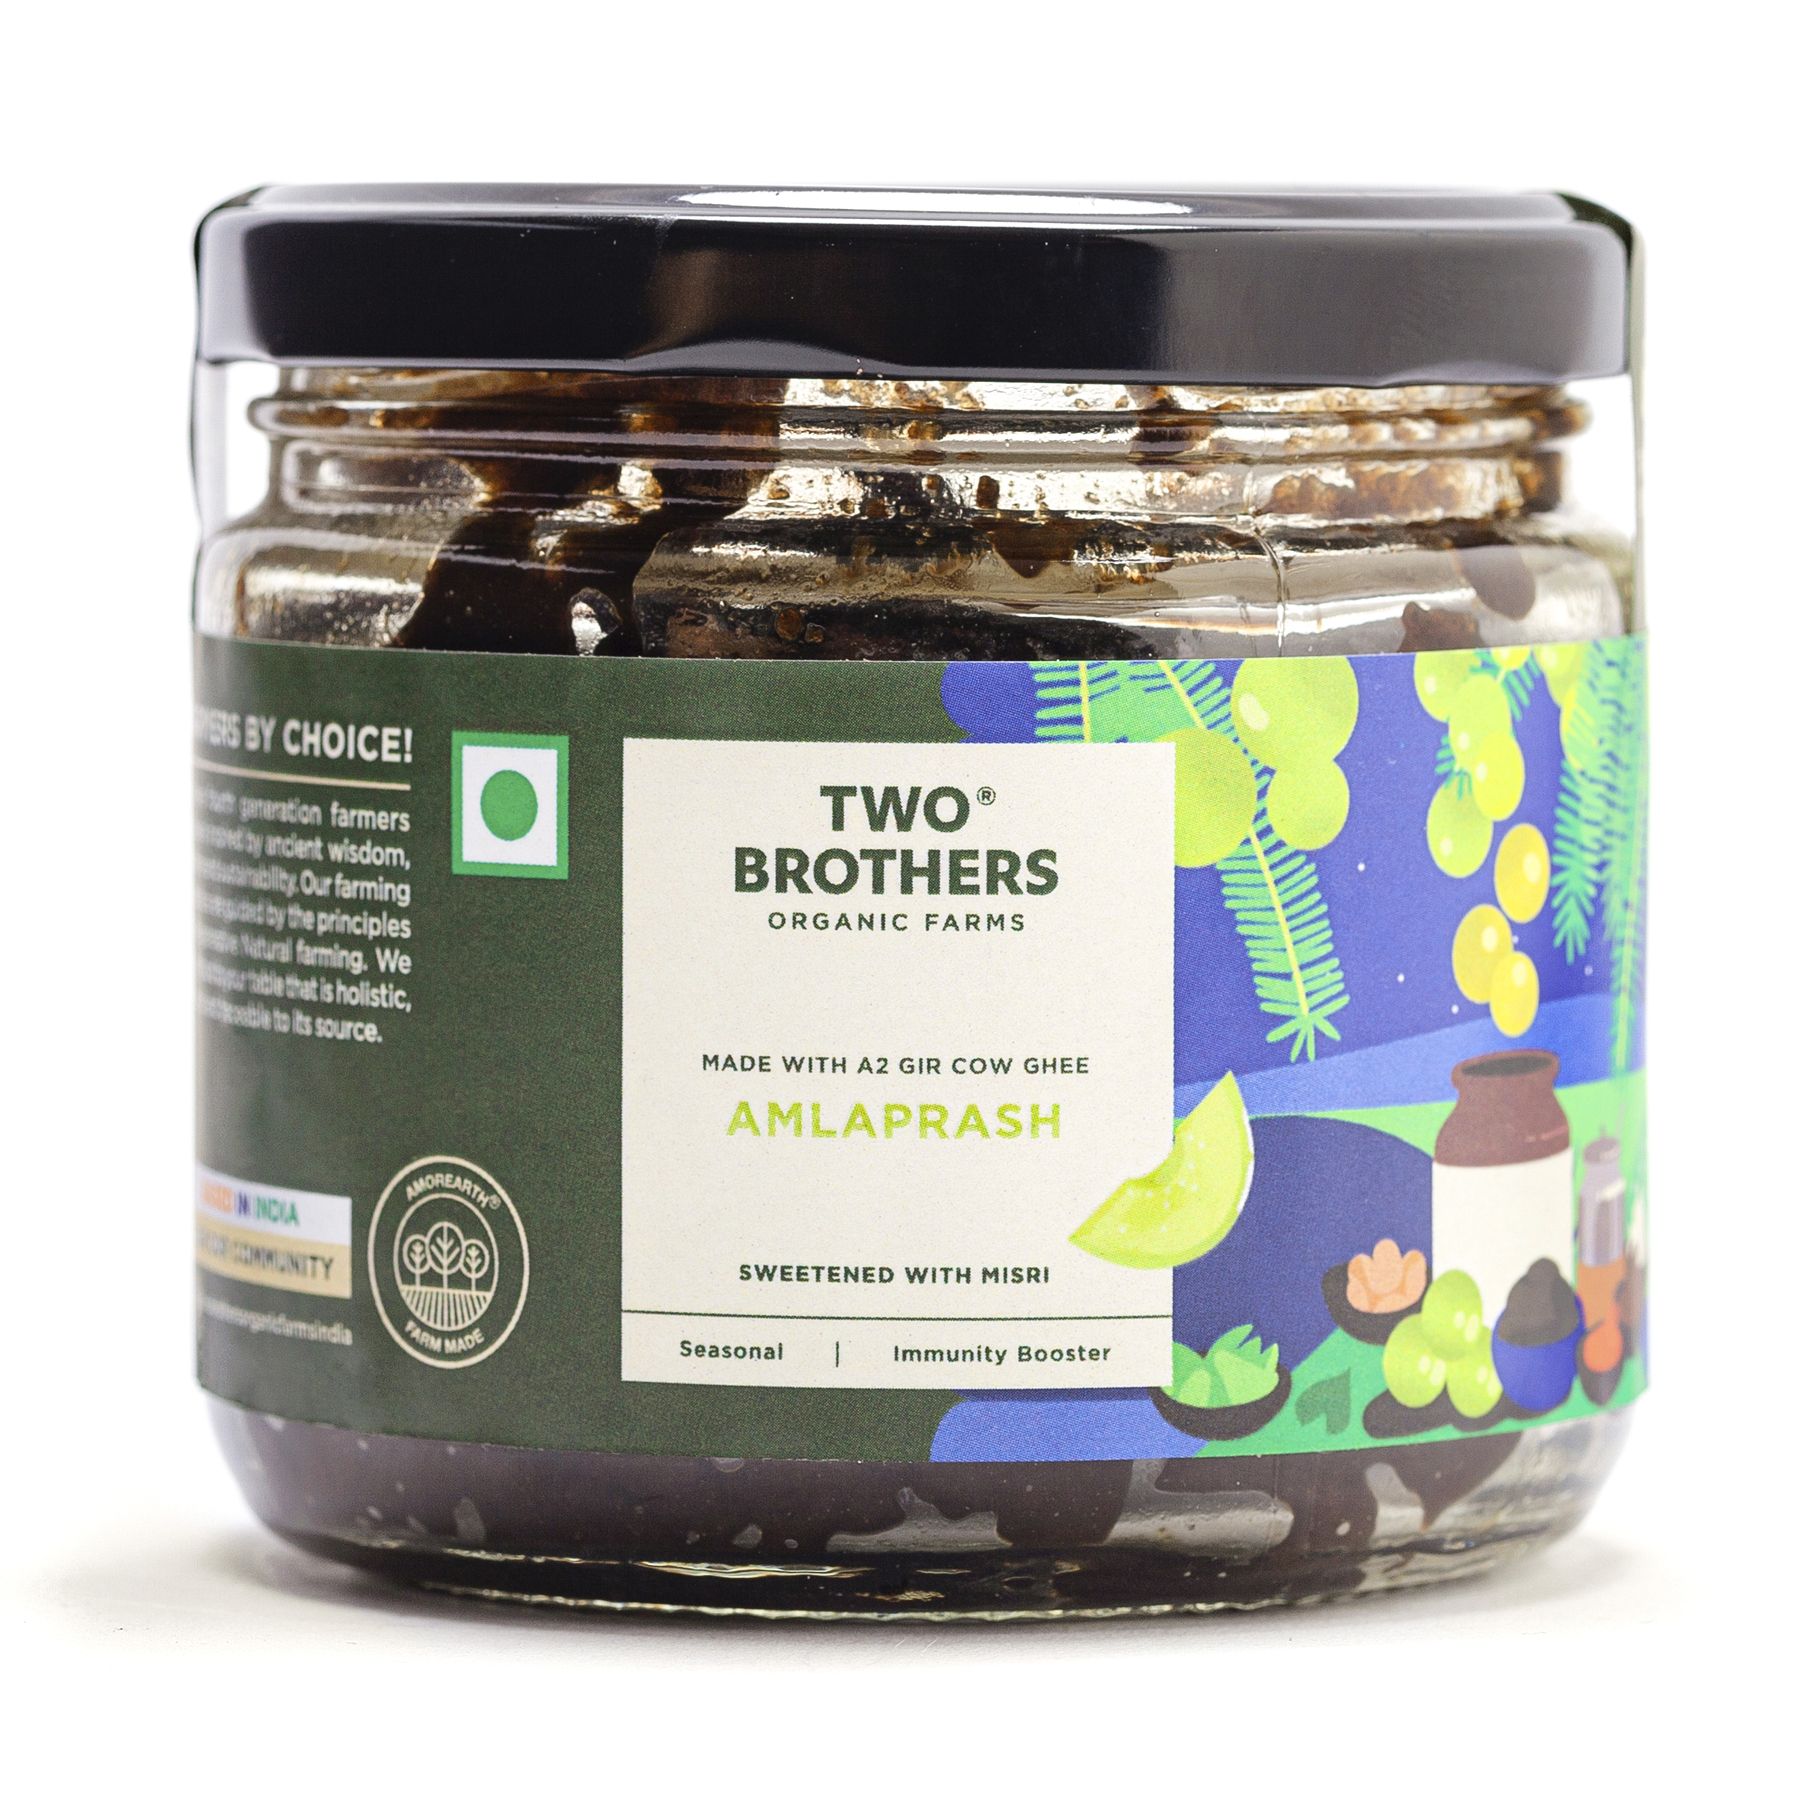 BY CHOICE!
generation farmers
by ancient wisdom,
sustainability. Our farming
guided by the principles
Natural farming. We
your table that is holistic,
to its source.
IN INDIA
COMMUNITY
AMOREARTH®
FARM MADE
TWO®
BROTHERS
ORGANIC FARMS
MADE WITH A2 GIR COW GHEE
AMLAPRASH
SWEETENED WITH MISRI
Seasonal | Immunity Booster